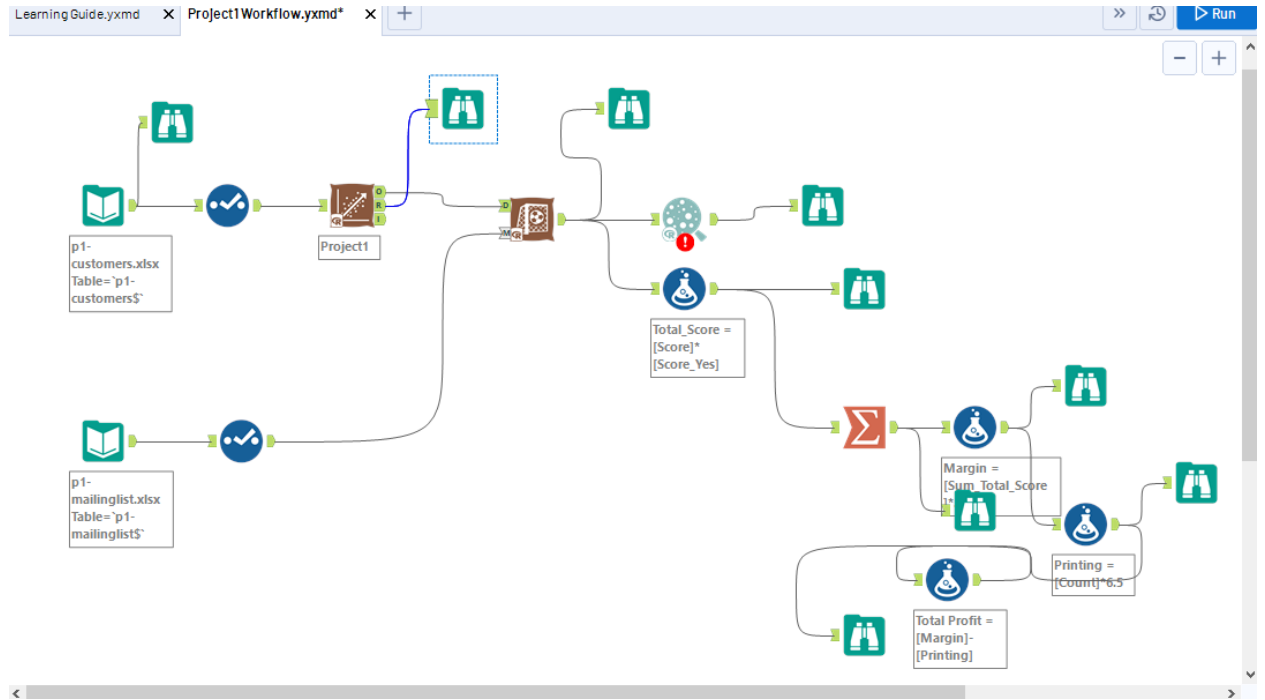 LearningGuide.yxmd
Project1Workflow.yxmd*
Run
O
R
I
D
M
p1-
customers.xlsx
Table=`p1-
customers$`
Project1
Total_Score =
[Score]*
[Score_Yes]
p1-
mailinglist.xlsx
Table=`p1-
mailinglist$`
Margin =
[Sum_Total_Score
Printing =
[Count]*6.5
Total Profit =
[Margin]-
[Printing]